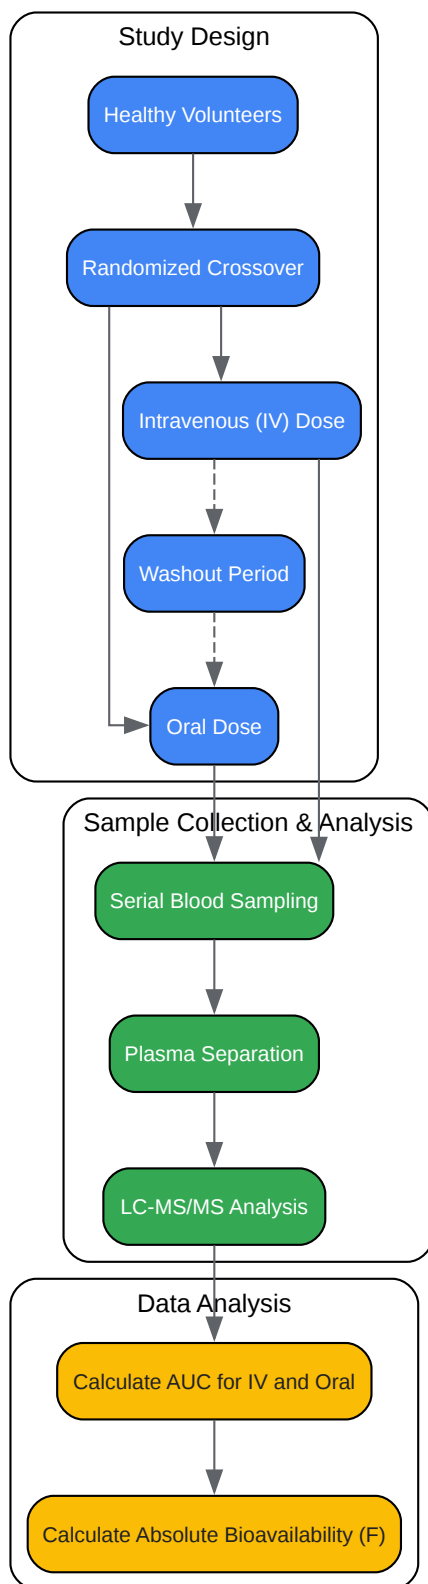 Study Design
Healthy Volunteers
Randomized Crossover
Intravenous (IV) Dose
Washout Period
Oral Dose
Sample Collection & Analysis
Serial Blood Sampling
Plasma Separation
LC-MS/MS Analysis
Data Analysis
Calculate AUC for IV and Oral
Calculate Absolute Bioavailability (F)